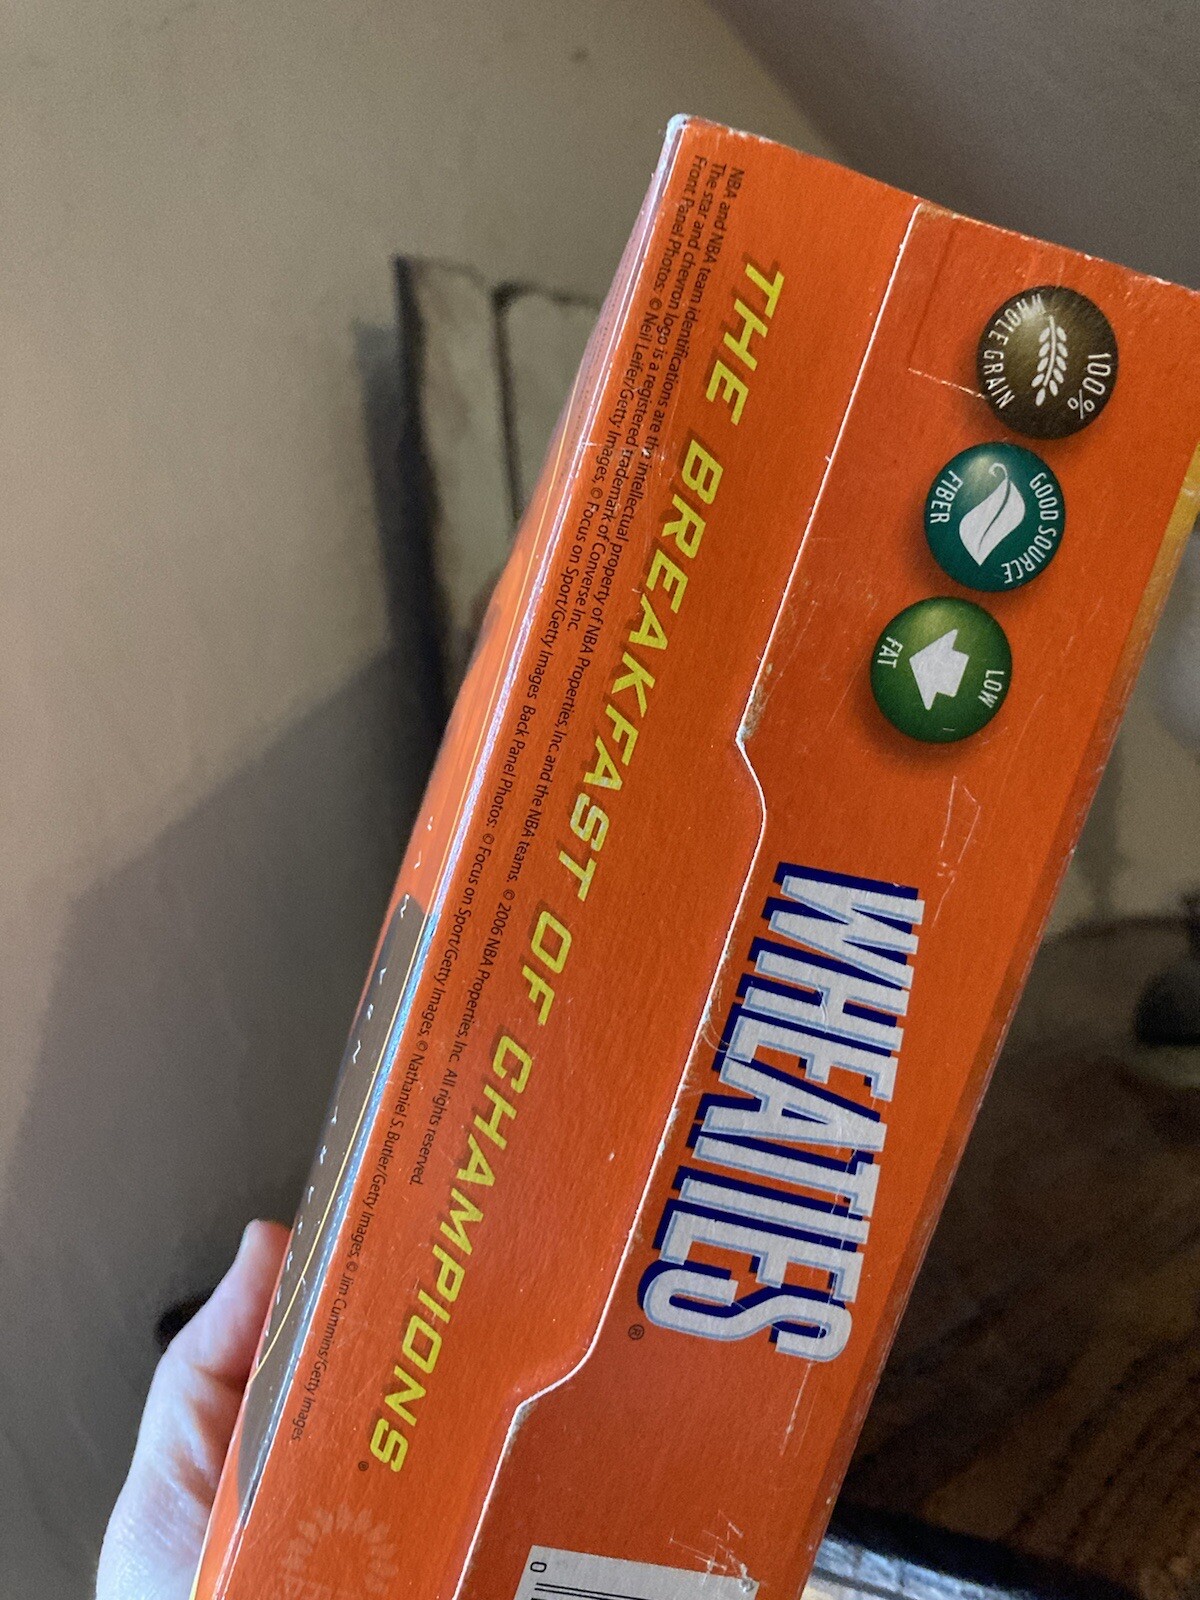 100%
WHOLE GRAIN
GOOD SOURCE
FIBER
LOW
FAT
WHEATIES®
THE BREAKFAST OF CHAMPIONS®
NBA and NBA team identifications are the intellectual property of NBA Properties, Inc. and the NBA teams. © 2006 NBA Properties, Inc. All rights reserved.
The star and chevron logo is a registered trademark of Converse Inc.
Front Panel Photos: © Neil Leifer/Getty Images, © Focus on Sport/Getty Images Back Panel Photos: © Focus on Sport/Getty Images, © Nathaniel S. Butler/Getty Images, © Jim Cummins/Getty Images
0